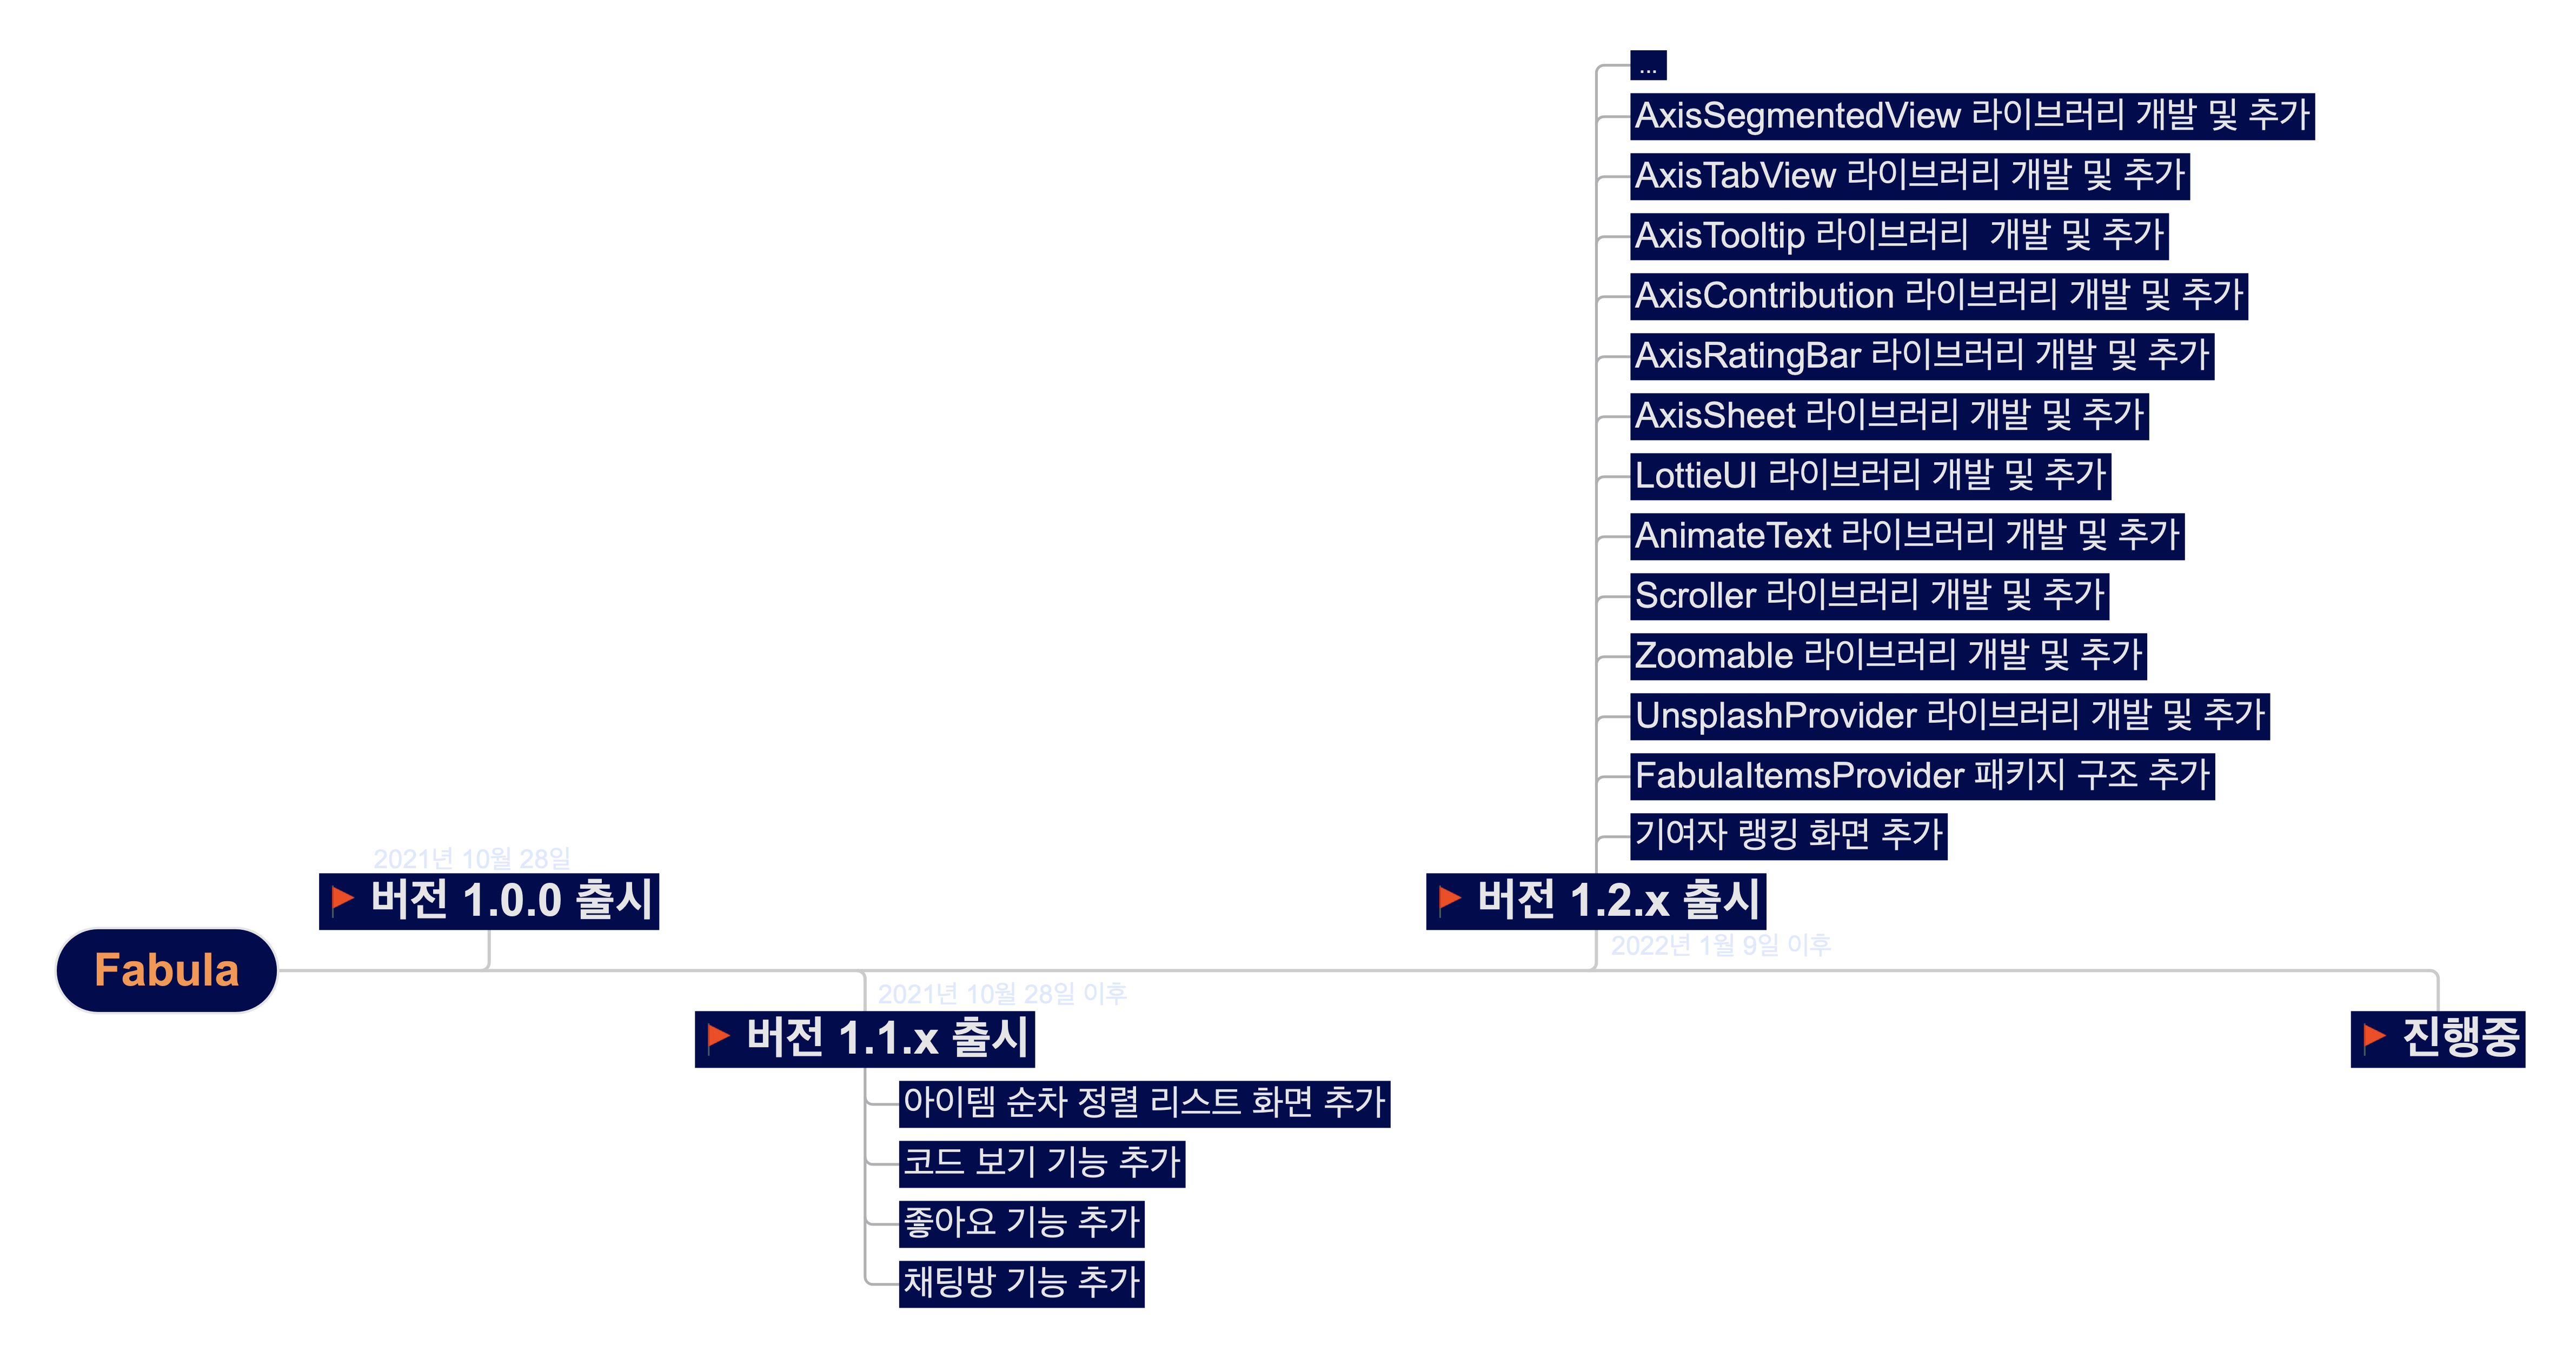 ...
AxisSegmentedView 라이브러리 개발 및 추가
AxisTabView 라이브러리 개발 및 추가
AxisTooltip 라이브러리  개발 및 추가
AxisContribution 라이브러리 개발 및 추가
AxisRatingBar 라이브러리 개발 및 추가
AxisSheet 라이브러리 개발 및 추가
LottieUI 라이브러리 개발 및 추가
AnimateText 라이브러리 개발 및 추가
Scroller 라이브러리 개발 및 추가
Zoomable 라이브러리 개발 및 추가
UnsplashProvider 라이브러리 개발 및 추가
FabulaItemsProvider 패키지 구조 추가
기여자 랭킹 화면 추가
2021년 10월 28일
버전 1.0.0 출시
버전 1.2.x 출시
2022년 1월 9일 이후
Fabula
2021년 10월 28일 이후
버전 1.1.x 출시
진행중
아이템 순차 정렬 리스트 화면 추가
코드 보기 기능 추가
좋아요 기능 추가
채팅방 기능 추가